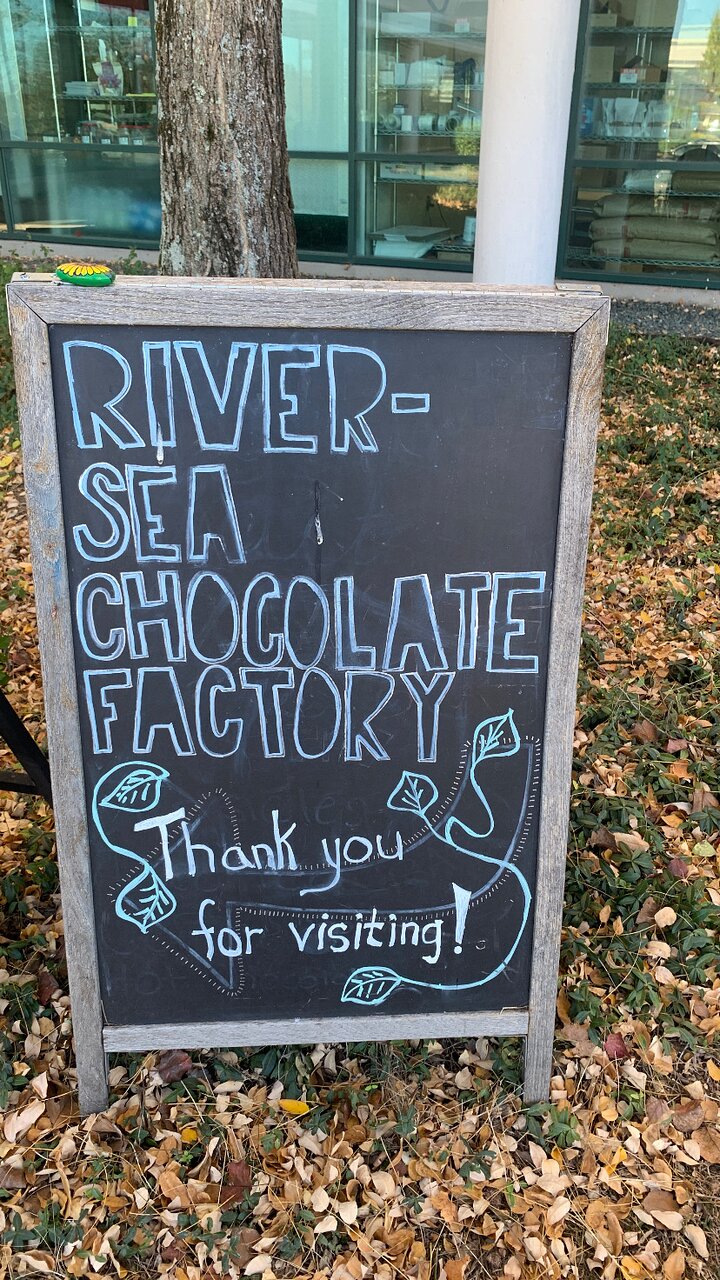 RIVER-
SEA
CHOCOLATE
FACTORY
Thank you
for visiting!